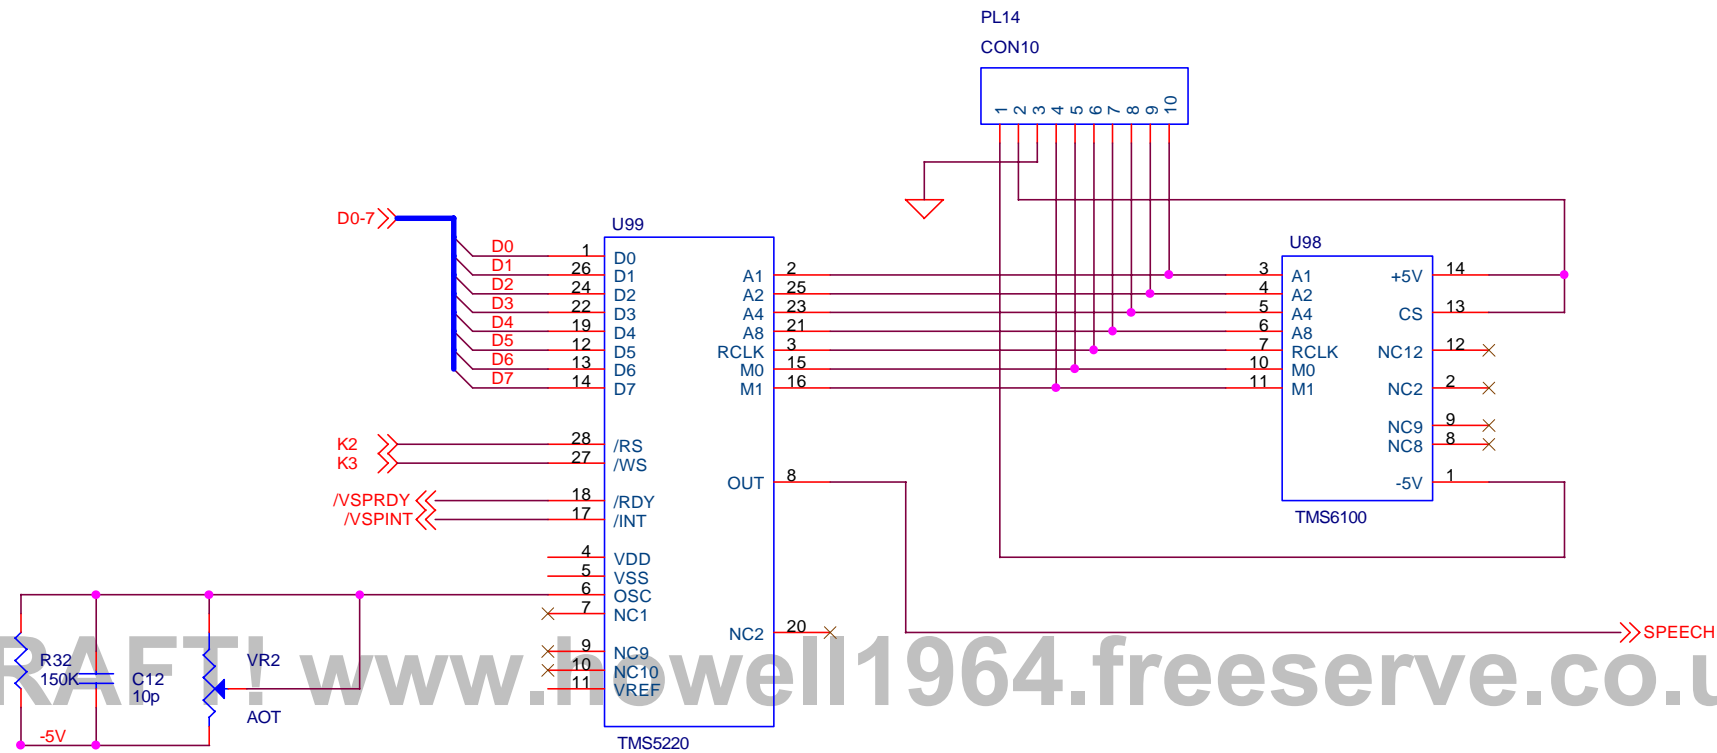 PL14
CON10
1 2 3 4 5 6 7 8 9 10
D0-7
U99
D0 1 D0
D1 26 D1
D2 24 D2
D3 22 D3
D4 19 D4
D5 12 D5
D6 13 D6
D7 14 D7
K2 28 /RS
K3 27 /WS
/VSPRDY 18 /RDY
/VSPINT 17 /INT
4 VDD
5 VSS
6 OSC
7 NC1
9 NC9
10 NC10
11 VREF
A1 2
A2 25
A4 23
A8 21
RCLK 3
M0 15
M1 16
OUT 8
NC2 20
TMS5220
U98
3 A1
4 A2
5 A4
6 A8
7 RCLK
10 M0
11 M1
+5V 14
CS 13
NC12 12
NC2 2
NC9 9
NC8 8
-5V 1
TMS6100
SPEECH
R32
150K
C12
10p
VR2
AOT
-5V
RAFT! www.howell1964.freeserve.co.u